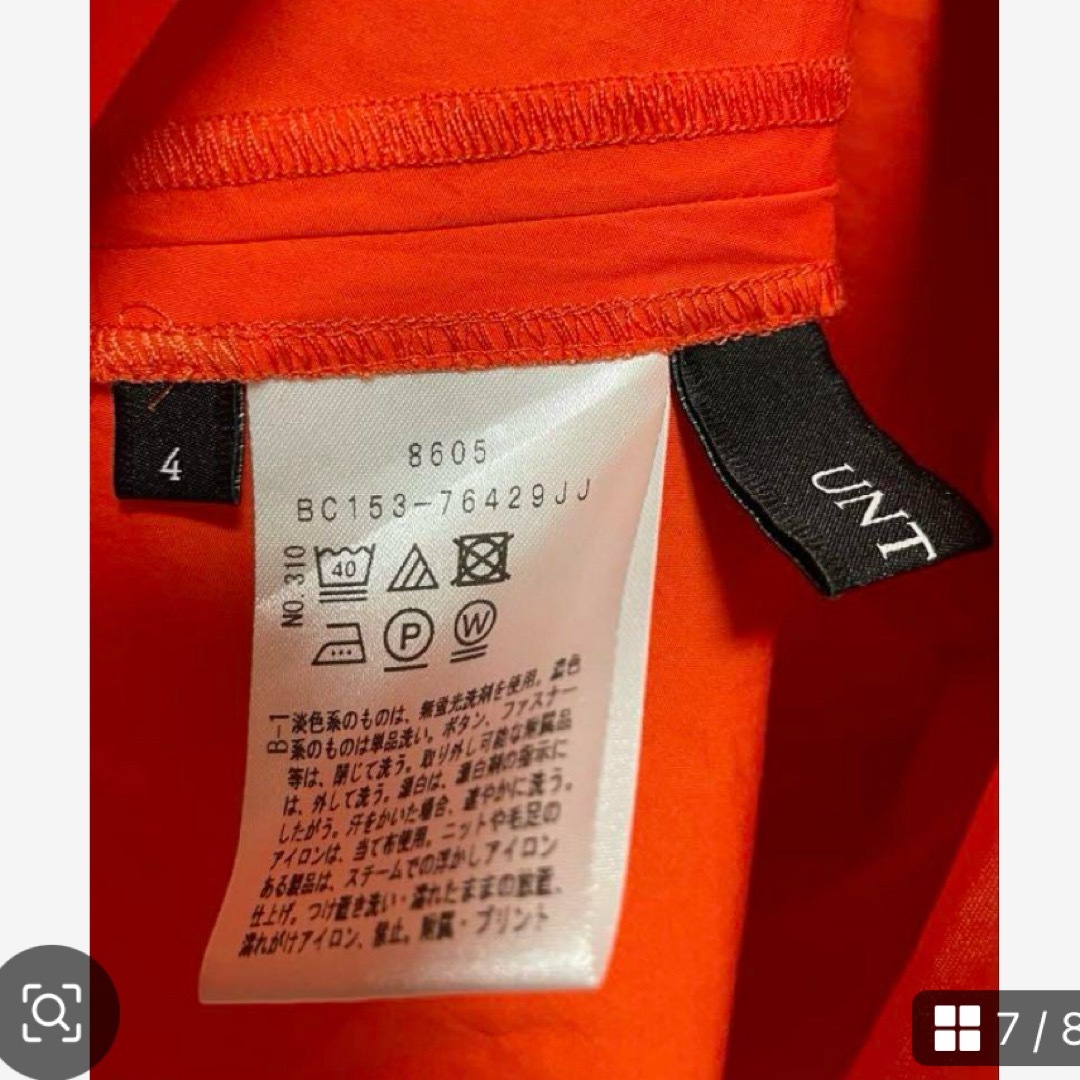 4
8605
BC153-76429JJ
UNT
NO.310
40
P
W
B-1
淡色系のものは、無蛍光洗剤を使用。濃色
系のものは単品洗い。ボタン、ファスナー
等は、閉じて洗う。取り外し可能な附属品
は、外して洗う。漂白は、漂白剤の指示に
したがう。汗をかいた場合、速やかに洗う。
アイロンは、当て布使用。ニットや毛足の
ある製品は、スチームでの浮かしアイロン
仕上げ。つけ置き洗い・濡れたままの放置、
濡れがけアイロン、禁止。附属・プリント
7 / 8